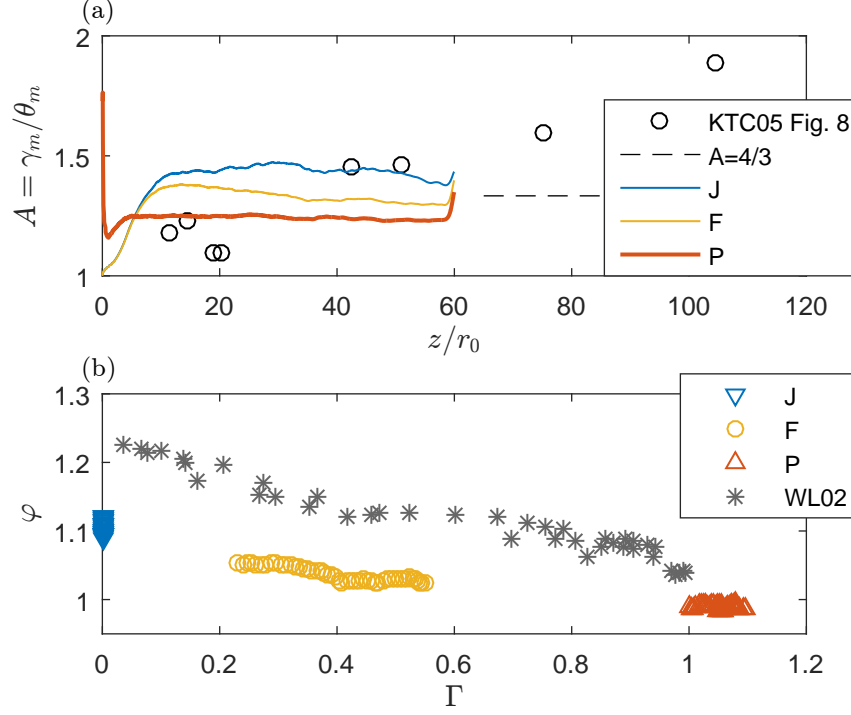 (a)
2
1.5
1
A = γm/θm
0 20 40 60 80 100 120
z/r0
KTC05 Fig. 8
A=4/3
J
F
P
(b)
1.3
1.2
1.1
1
φ
0 0.2 0.4 0.6 0.8 1 1.2
Γ
J
F
P
WL02